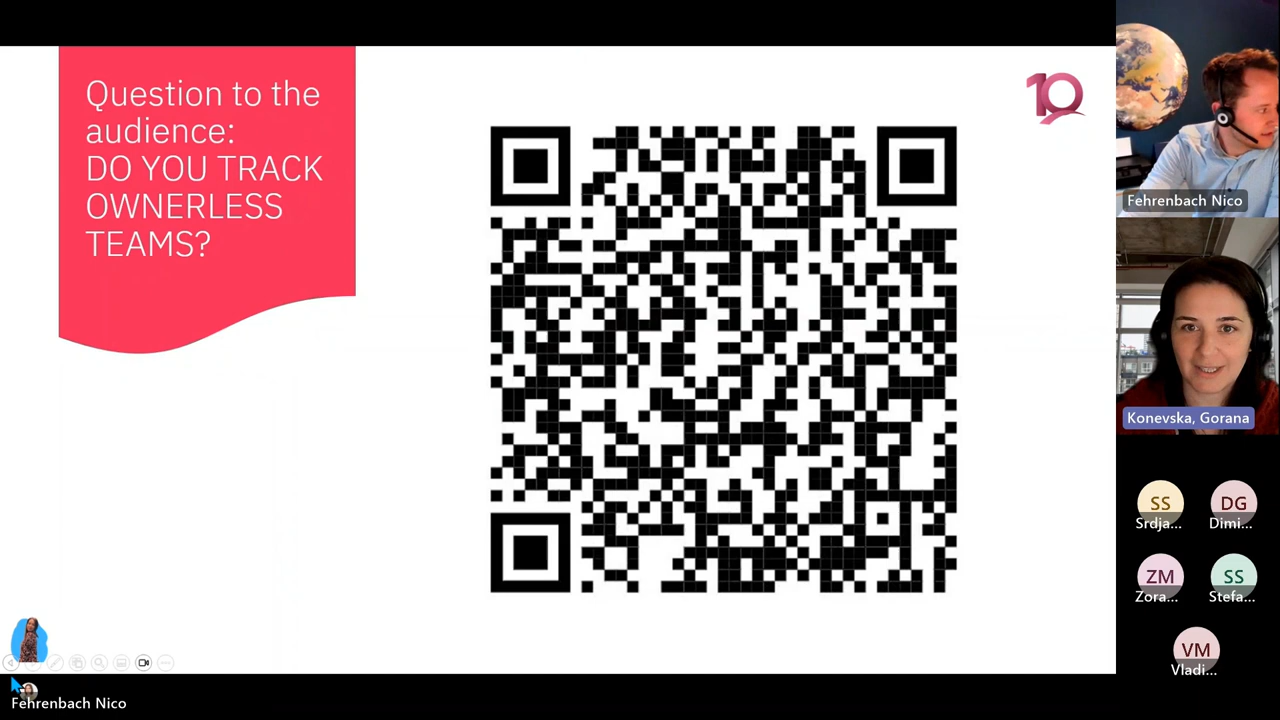 Question to the
audience:
DO YOU TRACK
OWNERLESS
TEAMS?
10
Fehrenbach Nico
Konevska, Gorana
SS
Srdja...
DG
Dimi...
ZM
Zora...
SS
Stefa...
VM
Vladi...
Fehrenbach Nico